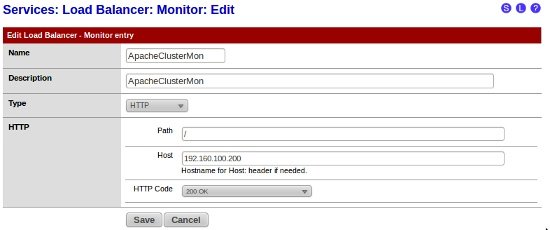 Services: Load Balancer: Monitor: Edit
S L ?
Edit Load Balancer - Monitor entry
Name
ApacheClusterMon
Description
ApacheClusterMon
Type
HTTP
HTTP
Path
/
Host
192.160.100.200
Hostname for Host: header if needed.
HTTP Code
200 OK
Save Cancel